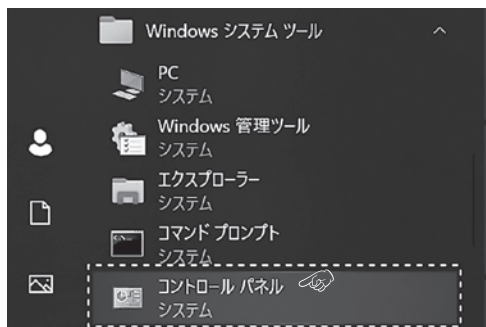 Windows システム ツール
PC
システム
Windows 管理ツール
システム
エクスプローラー
システム
コマンド プロンプト
システム
コントロール パネル
システム